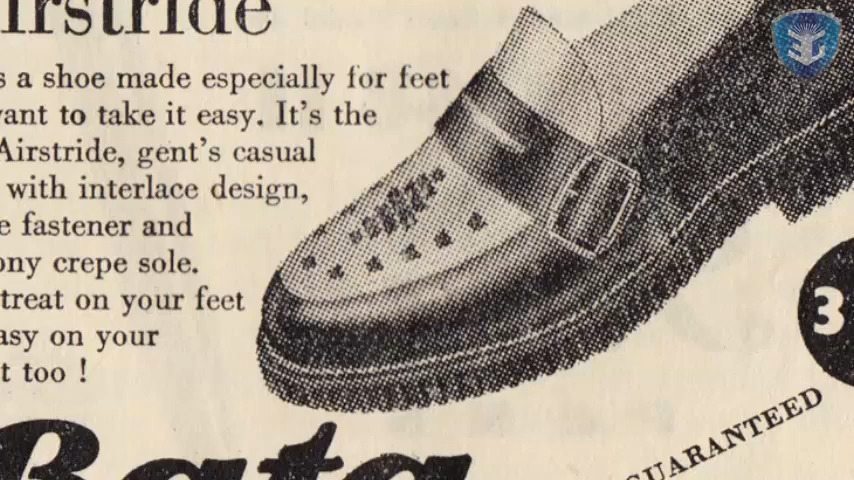 irstride
s a shoe made especially for feet
vant to take it easy. It's the
Airstride, gent's casual
with interlace design,
e fastener and
ony crepe sole.
treat on your feet
asy on your
t too !
Bata
3
GUARANTEED